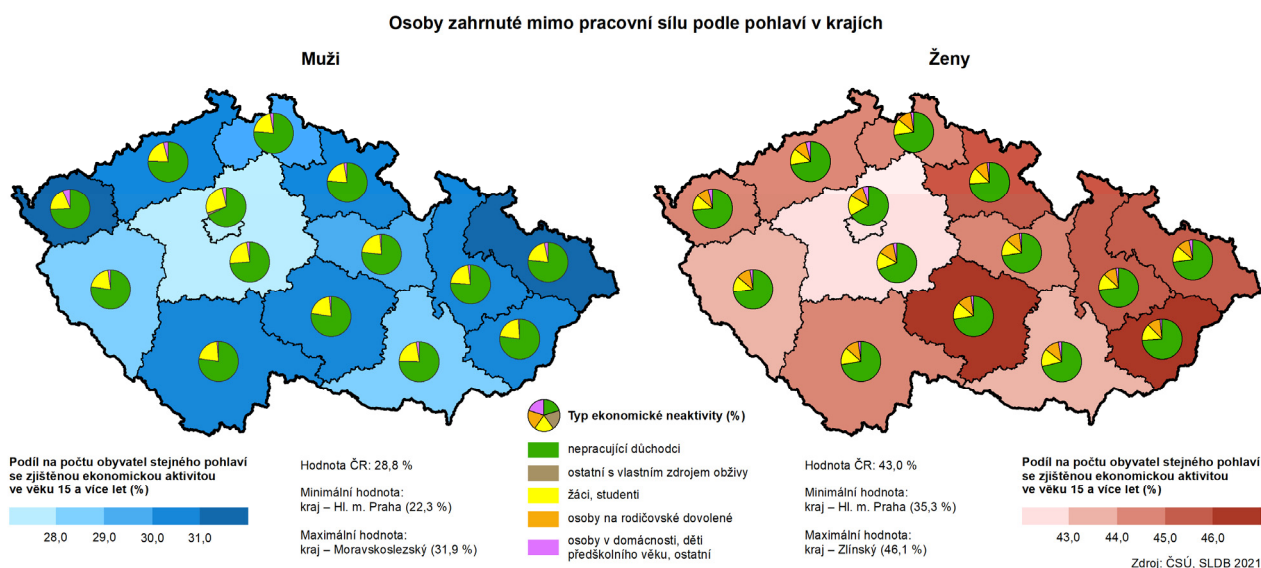 Osoby zahrnuté mimo pracovní sílu podle pohlaví v krajích
Muži
Ženy
Typ ekonomické neaktivity (%)
nepracující důchodci
ostatní s vlastním zdrojem obživy
žáci, studenti
osoby na rodičovské dovolené
osoby v domácnosti, děti
předškolního věku, ostatní
Podíl na počtu obyvatel stejného pohlaví
se zjištěnou ekonomickou aktivitou
ve věku 15 a více let (%)
28,0 29,0 30,0 31,0
Hodnota ČR: 28,8 %
Minimální hodnota:
kraj – Hl. m. Praha (22,3 %)
Maximální hodnota:
kraj – Moravskoslezský (31,9 %)
Hodnota ČR: 43,0 %
Minimální hodnota:
kraj – Hl. m. Praha (35,3 %)
Maximální hodnota:
kraj – Zlínský (46,1 %)
Podíl na počtu obyvatel stejného pohlaví
se zjištěnou ekonomickou aktivitou
ve věku 15 a více let (%)
43,0 44,0 45,0 46,0
Zdroj: ČSÚ, SLDB 2021